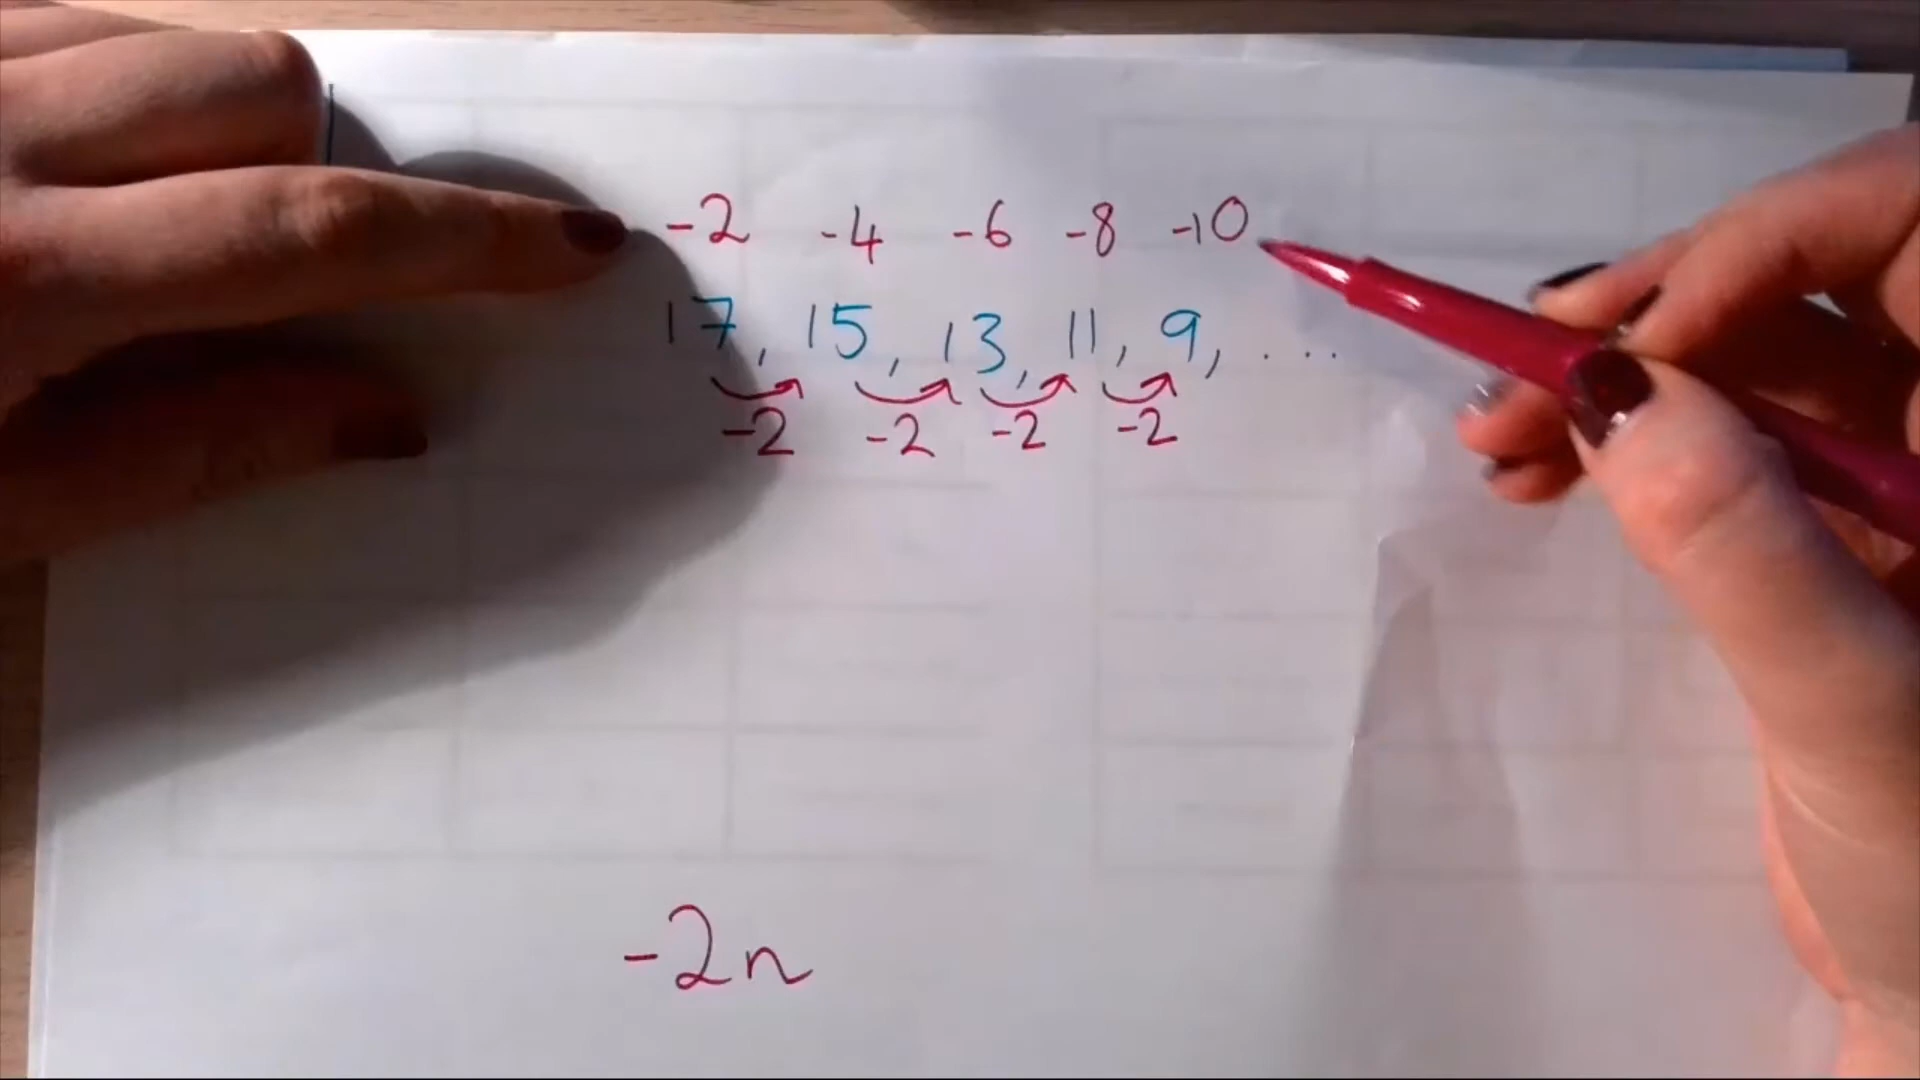 -2 -4 -6 -8 -10
17, 15, 13, 11, 9, ....
-2 -2 -2 -2
-2n